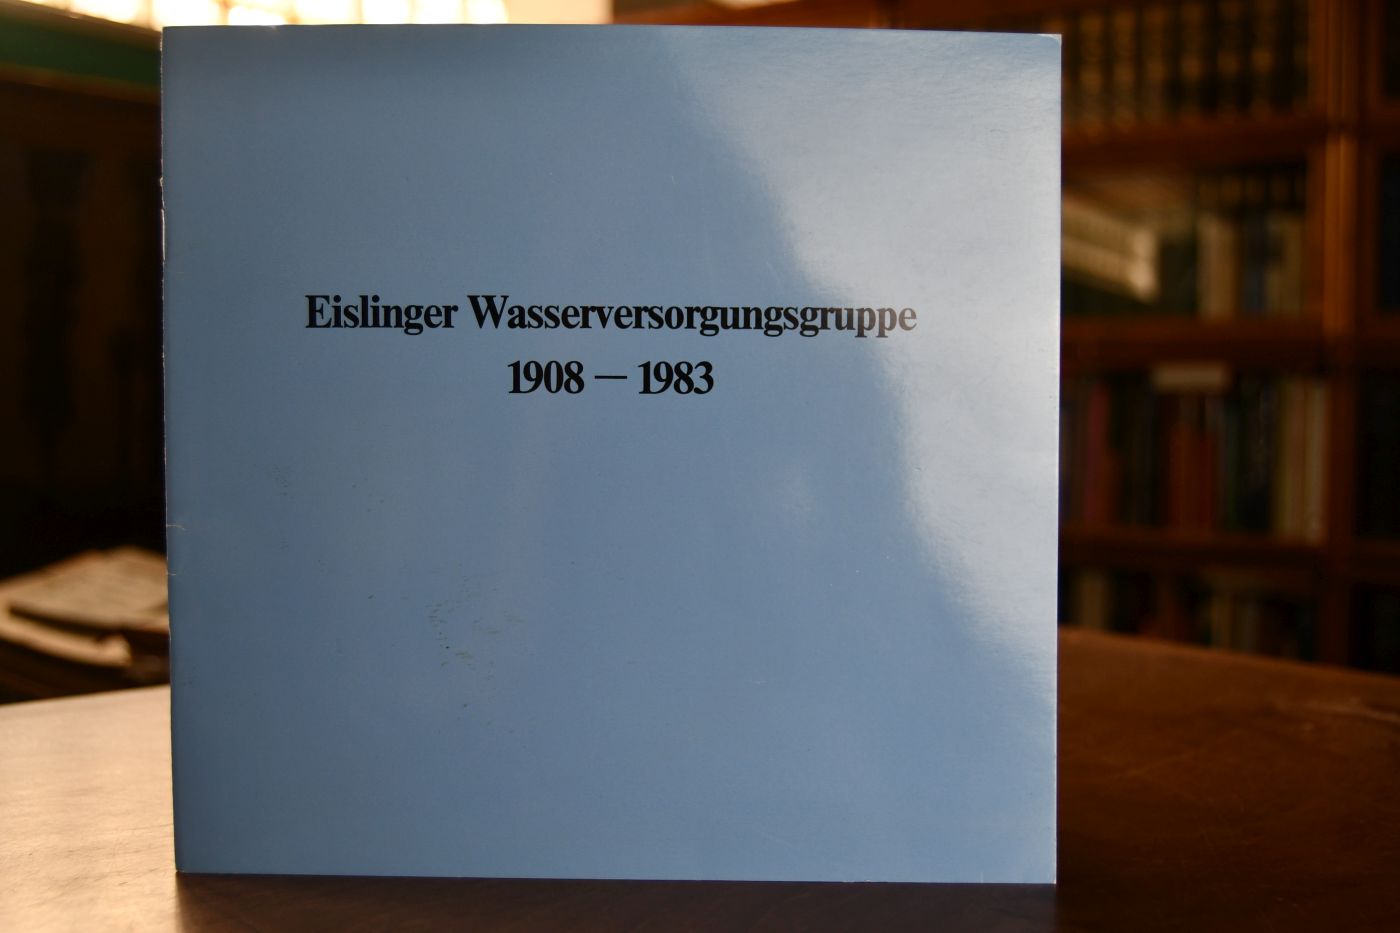 Eislinger Wasserversorgungsgruppe
1908 — 1983